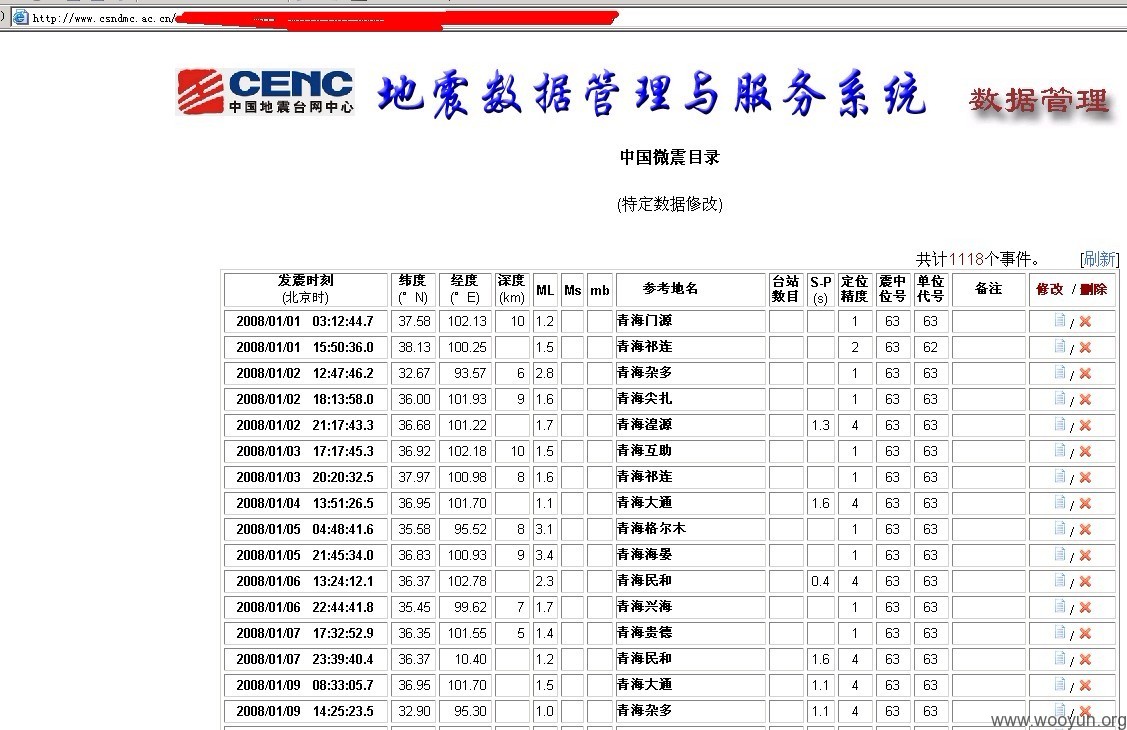 http://www.csndmc.ac.cn/
CENC
中国地震台网中心
地震数据管理与服务系统
数据管理
中国微震目录
(特定数据修改)
共计1118个事件。 [刷新]
发震时刻 (北京时) 纬度 (°N) 经度 (°E) 深度 (km) ML Ms mb 参考地名 台站数目 S-P (s) 定位精度 震中位号 单位代号 备注 修改 / 删除
2008/01/01 03:12:44.7 37.58 102.13 10 1.2 青海门源 1 63 63 /
2008/01/01 15:50:36.0 38.13 100.25 1.5 青海祁连 2 63 62 /
2008/01/02 12:47:46.2 32.67 93.57 6 2.8 青海杂多 1 63 63 /
2008/01/02 18:13:58.0 36.00 101.93 9 1.6 青海尖扎 1 63 63 /
2008/01/02 21:17:43.3 36.68 101.22 1.7 青海湟源 1.3 4 63 63 /
2008/01/03 17:17:45.3 36.92 102.18 10 1.5 青海互助 1 63 63 /
2008/01/03 20:20:32.5 37.97 100.98 8 1.6 青海祁连 1 63 63 /
2008/01/04 13:51:26.5 36.95 101.70 1.1 青海大通 1.6 4 63 63 /
2008/01/05 04:48:41.6 35.58 95.52 8 3.1 青海格尔木 1 63 63 /
2008/01/05 21:45:34.0 36.83 100.93 9 3.4 青海海晏 1 63 63 /
2008/01/06 13:24:12.1 36.37 102.78 2.3 青海民和 0.4 4 63 63 /
2008/01/06 22:44:41.8 35.45 99.62 7 1.7 青海兴海 1 63 63 /
2008/01/07 17:32:52.9 36.35 101.55 5 1.4 青海贵德 1 63 63 /
2008/01/07 23:39:40.4 36.37 10.40 1.2 青海民和 1.6 4 63 63 /
2008/01/09 08:33:05.7 36.95 101.70 1.5 青海大通 1.1 4 63 63 /
2008/01/09 14:25:23.5 32.90 95.30 1.0 青海杂多 1.1 4 63 63 /
www.wooyun.org